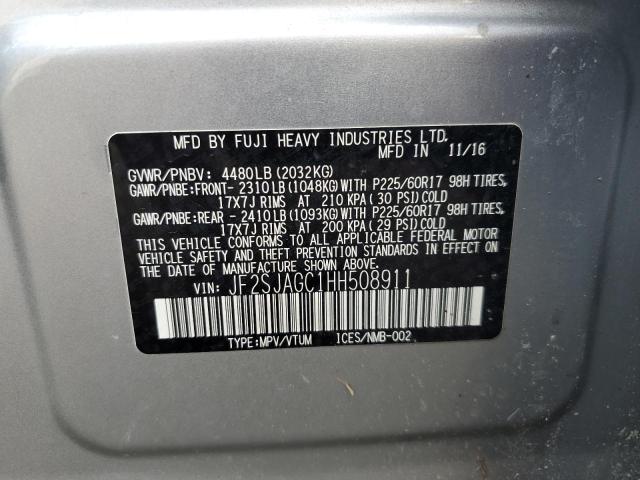 MFD BY FUJI HEAVY INDUSTRIES LTD.
MFD IN 11/16
GVWR/PNBV: 4480LB (2032KG)
GAWR/PNBE:FRONT- 2310LB(1048KG)WITH P225/60R17 98H TIRES,
17X7J RIMS AT 210 KPA (30 PSI)COLD
GAWR/PNBE:REAR - 2410LB(1093KG)WITH P225/60R17 98H TIRES,
17X7J RIMS AT 200 KPA (29 PSI)COLD
THIS VEHICLE CONFORMS TO ALL APPLICABLE FEDERAL MOTOR
VEHICLE SAFETY, BUMPER AND THEFT PREVENTION STANDARDS IN EFFECT
ON THE DATE OF MANUFACTURE SHOWN ABOVE.
VIN: JF2SJAGC1HH508911
TYPE:MPV/VTUM ICES/NMB-002